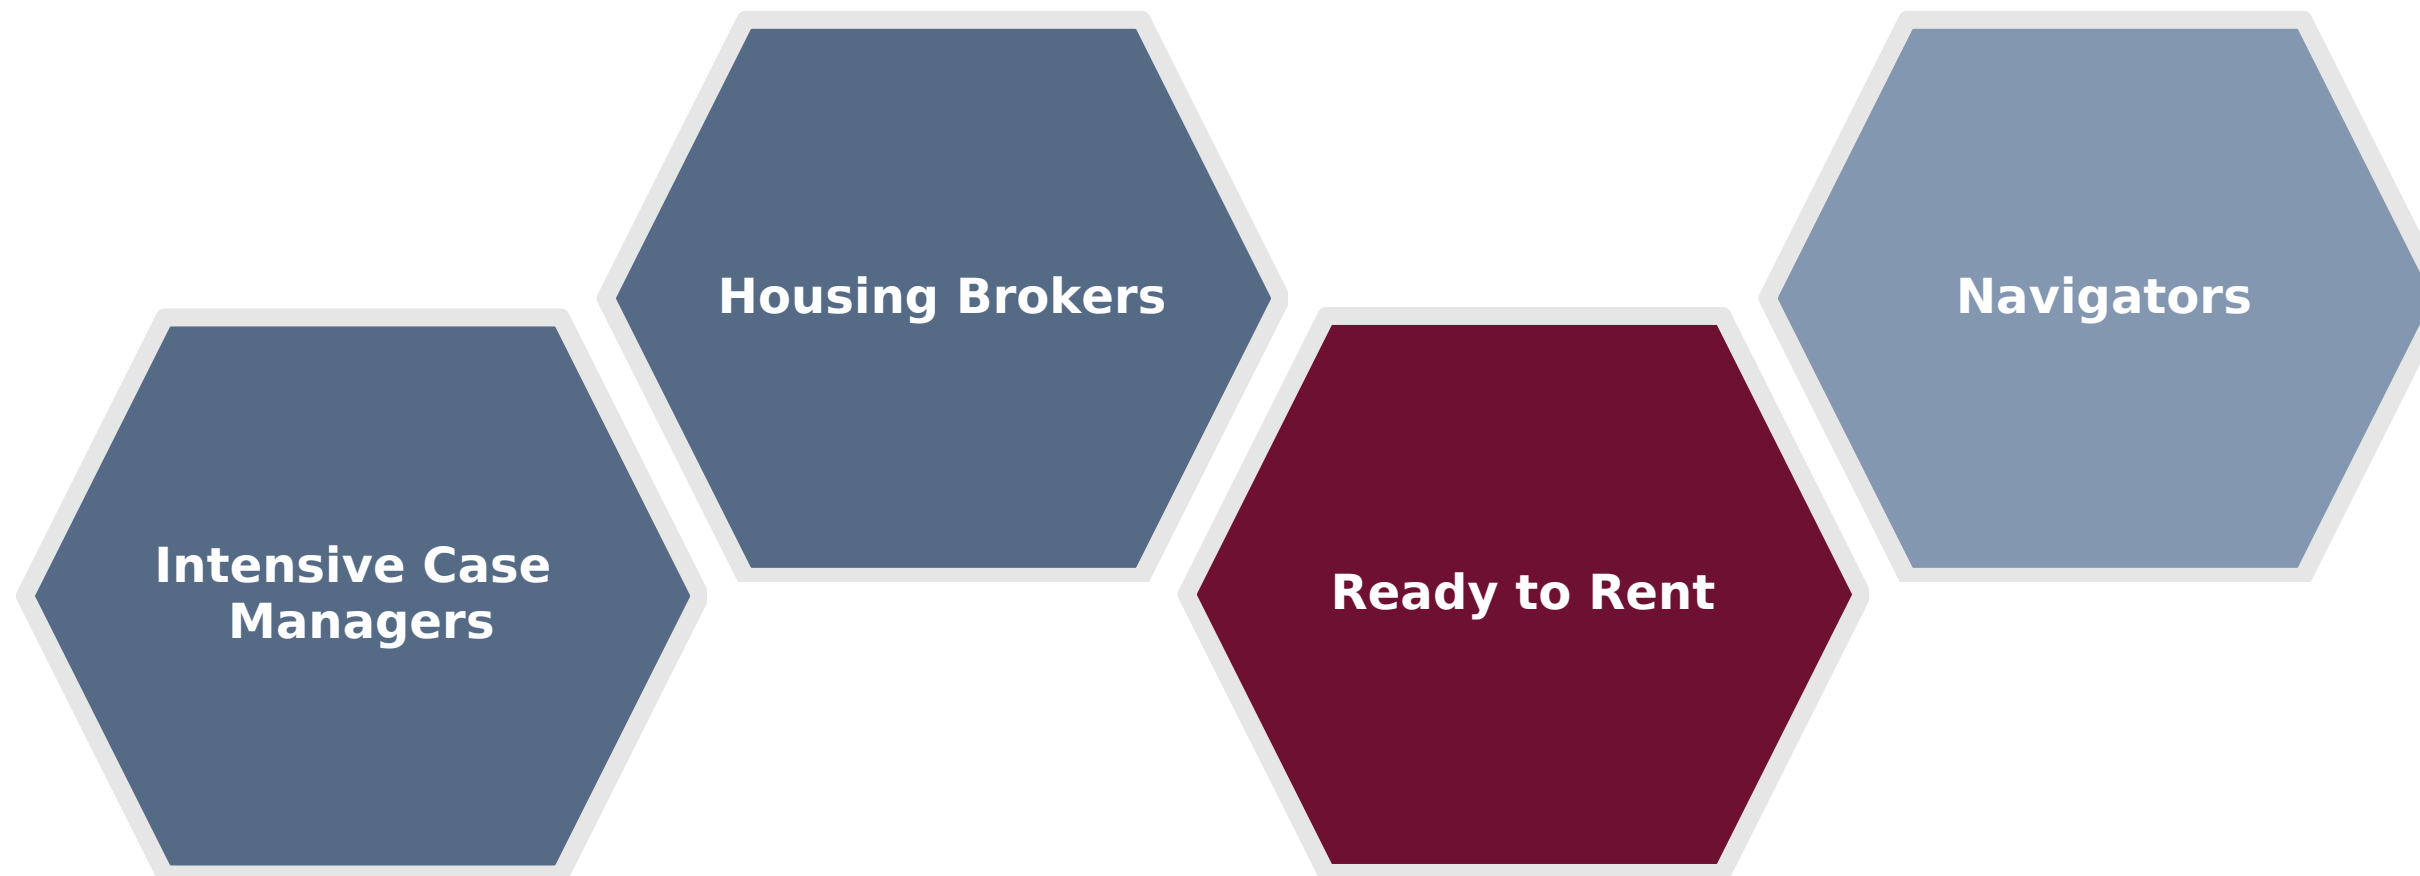 Intensive Case
Managers
Housing Brokers
Ready to Rent
Navigators